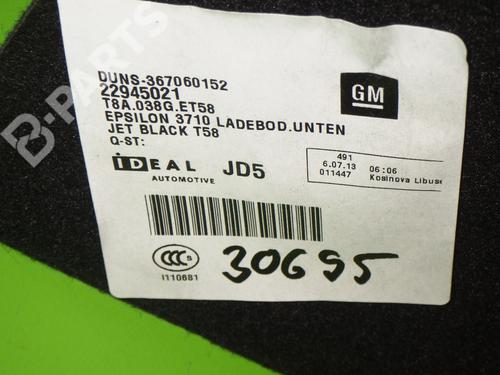 B-PARTS
DUNS-367060152
22945021
T8A.038G.ET58
EPSILON 3710 LADEBOD.UNTEN
JET BLACK T58
Q-ST:
GM
iDEAL JD5
AUTOMOTIVE
491
6.07.13 06:06
011447 Kosinova Libuse
CCC S
I110681
30695